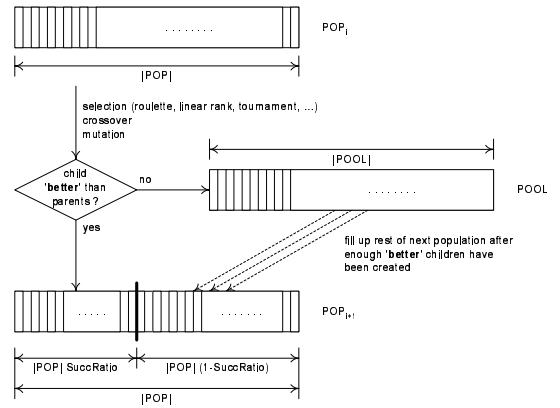 ........
POP i
|POP|
selection (roulette, linear rank, tournament, ...)
crossover
mutation
child
'better' than
parents ?
no
|POOL|
........
POOL
yes
fill up rest of next population after
enough 'better' children have
been created
.....
.......
POP i+1
|POP| SuccRatio
|POP| (1-SuccRatio)
|POP|